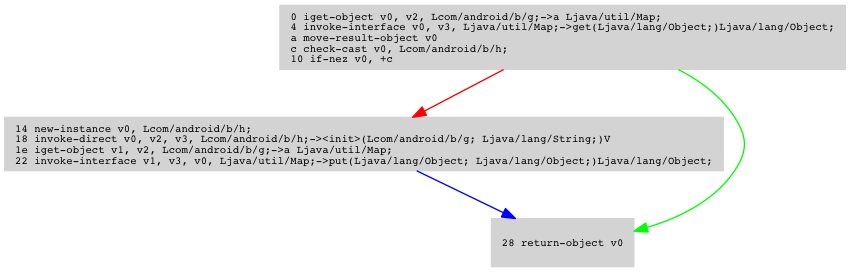 0 iget-object v0, v2, Lcom/android/b/g;->a Ljava/util/Map;
4 invoke-interface v0, v3, Ljava/util/Map;->get(Ljava/lang/Object;)Ljava/lang/Object;
a move-result-object v0
c check-cast v0, Lcom/android/b/h;
10 if-nez v0, +c
14 new-instance v0, Lcom/android/b/h;
18 invoke-direct v0, v2, v3, Lcom/android/b/h;-><init>(Lcom/android/b/g; Ljava/lang/String;)V
1e iget-object v1, v2, Lcom/android/b/g;->a Ljava/util/Map;
22 invoke-interface v1, v3, v0, Ljava/util/Map;->put(Ljava/lang/Object; Ljava/lang/Object;)Ljava/lang/Object;
28 return-object v0